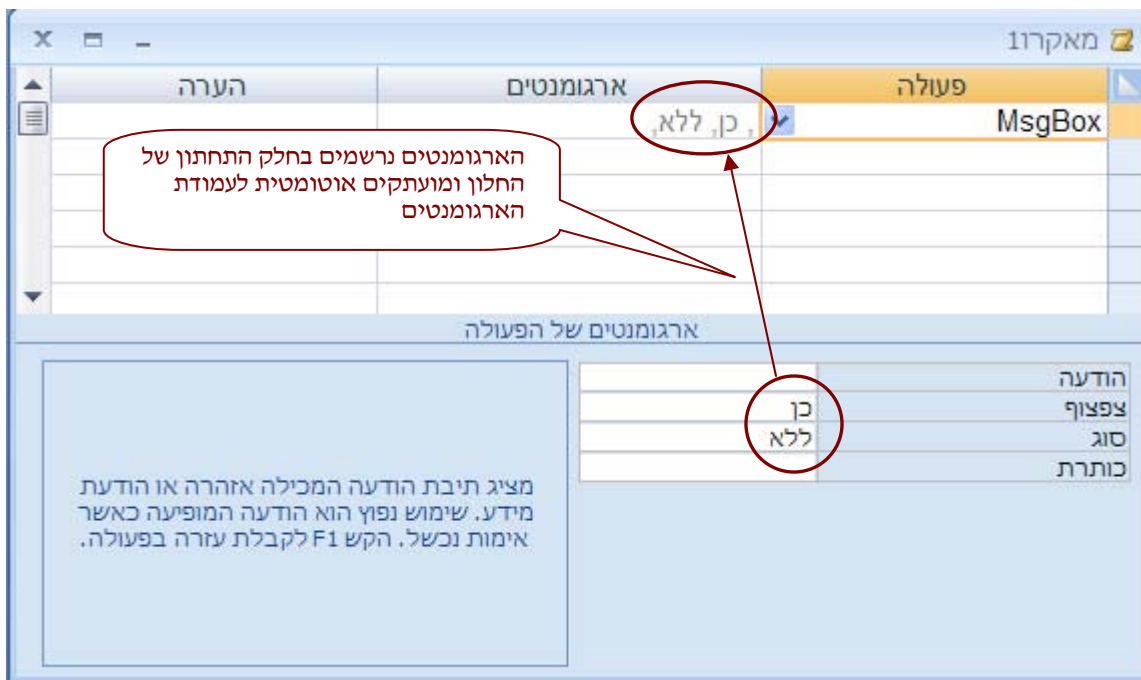 מאקרו1
פעולה ארגומנטים הערה
MsgBox , כן, ללא,
הארגומנטים נרשמים בחלק התחתון של
החלון ומועתקים אוטומטית לעמודת
הארגומנטים
ארגומנטים של הפעולה
הודעה
צפצוף כן
סוג ללא
כותרת
מציג תיבת הודעה המכילה אזהרה או הודעת
מידע. שימוש נפוץ הוא הודעה המופיעה כאשר
אימות נכשל. הקש F1 לקבלת עזרה בפעולה.